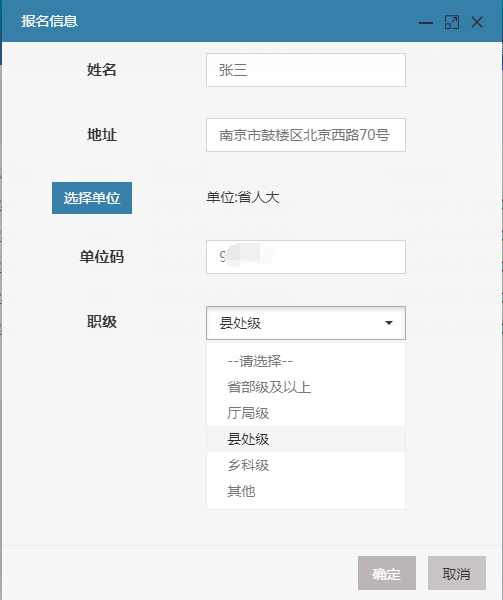 报名信息
姓名
张三
地址
南京市鼓楼区北京西路70号
选择单位
单位:省人大
单位码
9
职级
县处级
--请选择--
省部级及以上
厅局级
县处级
乡科级
其他
确定
取消